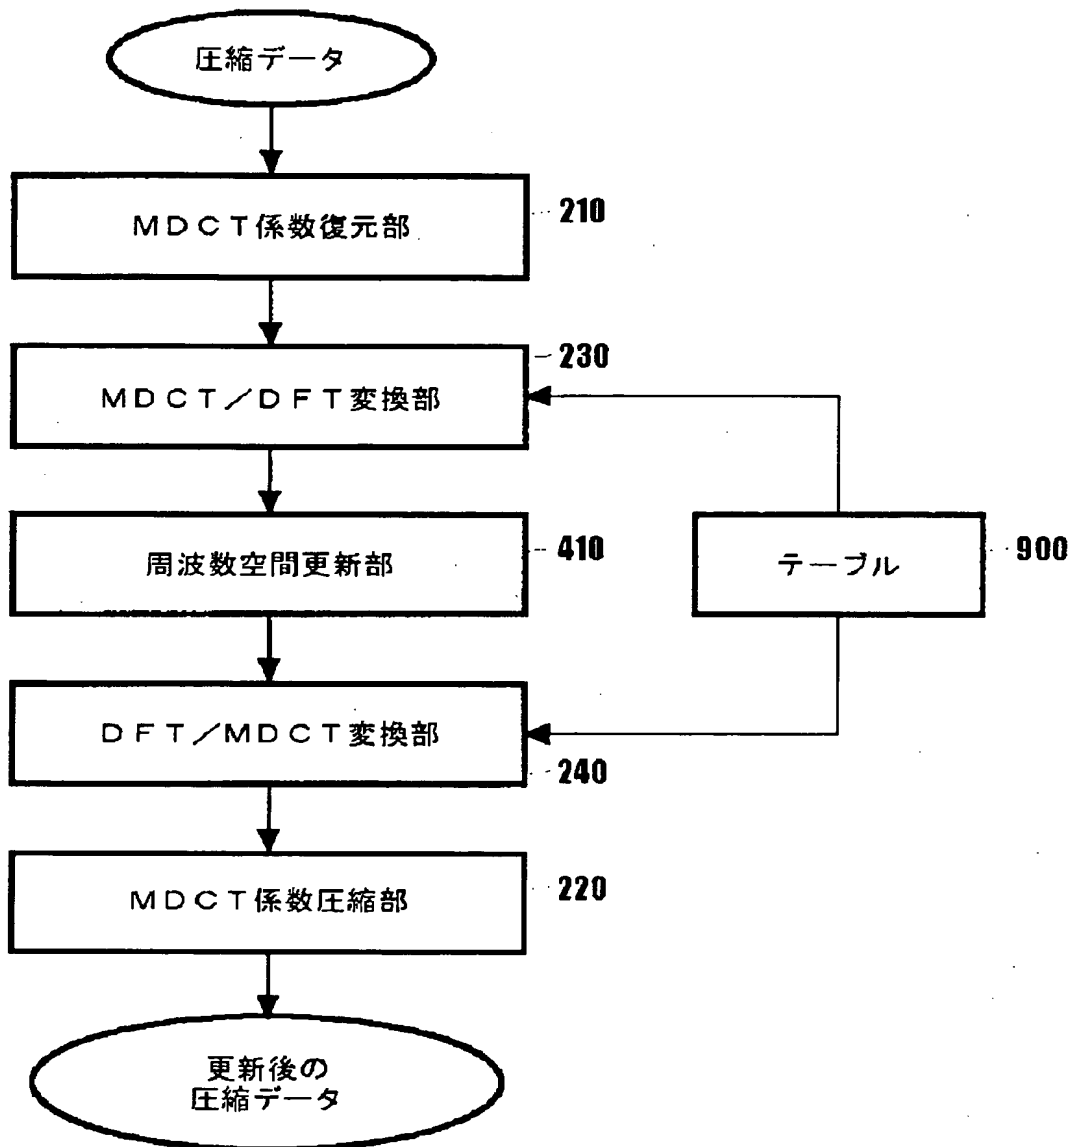 圧縮データ
MDCT係数復元部
210
230
MDCT/DFT変換部
周波数空間更新部
410
テーブル
900
DFT/MDCT変換部
240
MDCT係数圧縮部
220
更新後の
圧縮データ